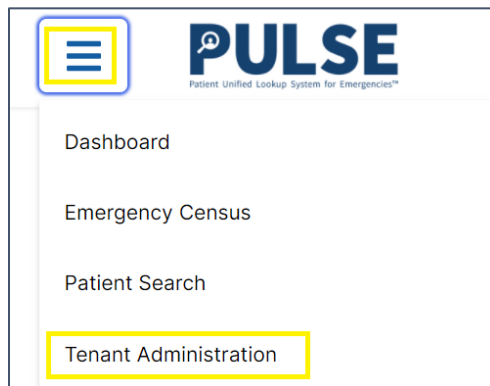 PULSE
Patient Unified Lookup System for Emergencies™
Dashboard
Emergency Census
Patient Search
Tenant Administration